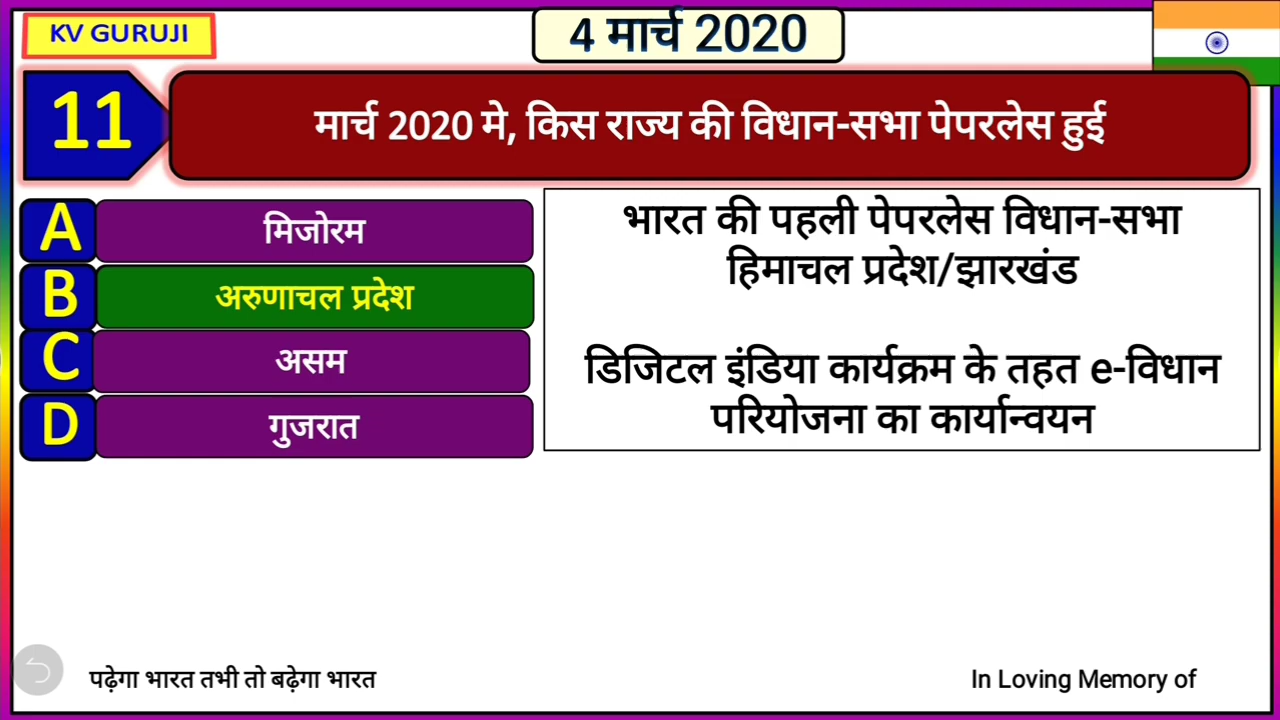 KV GURUJI
4 मार्च 2020
11
मार्च 2020 मे, किस राज्य की विधान-सभा पेपरलेस हुई
A मिजोरम
B अरुणाचल प्रदेश
C असम
D गुजरात
भारत की पहली पेपरलेस विधान-सभा
हिमाचल प्रदेश/झारखंड
डिजिटल इंडिया कार्यक्रम के तहत e-विधान
परियोजना का कार्यान्वयन
पढ़ेगा भारत तभी तो बढ़ेगा भारत
In Loving Memory of